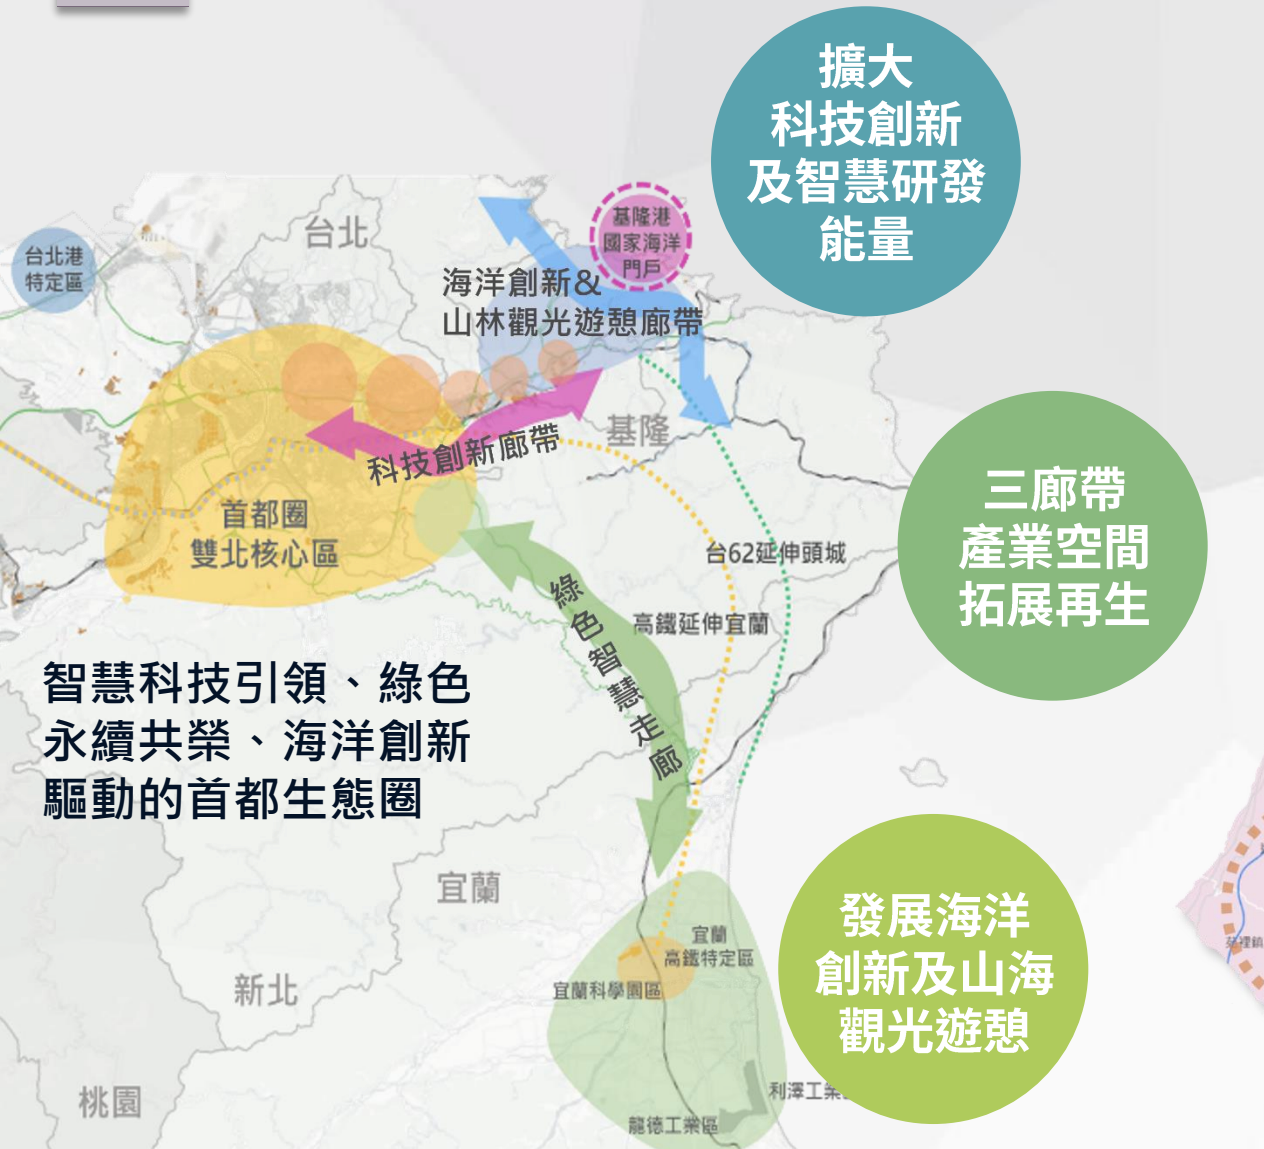 擴大
科技創新
及智慧研發
能量
台北
基隆港
國家海洋
門戶
台北港
特定區
海洋創新&
山林觀光遊憩廊帶
基隆
科技創新廊帶
首都圈
雙北核心區
三廊帶
產業空間
拓展再生
台62延伸頭城
高鐵延伸宜蘭
綠色智慧走廊
智慧科技引領、綠色
永續共榮、海洋創新
驅動的首都生態圈
宜蘭
發展海洋
創新及山海
觀光遊憩
宜蘭
高鐵特定區
宜蘭科學園區
新北
桃園
利澤工業
龍德工業區